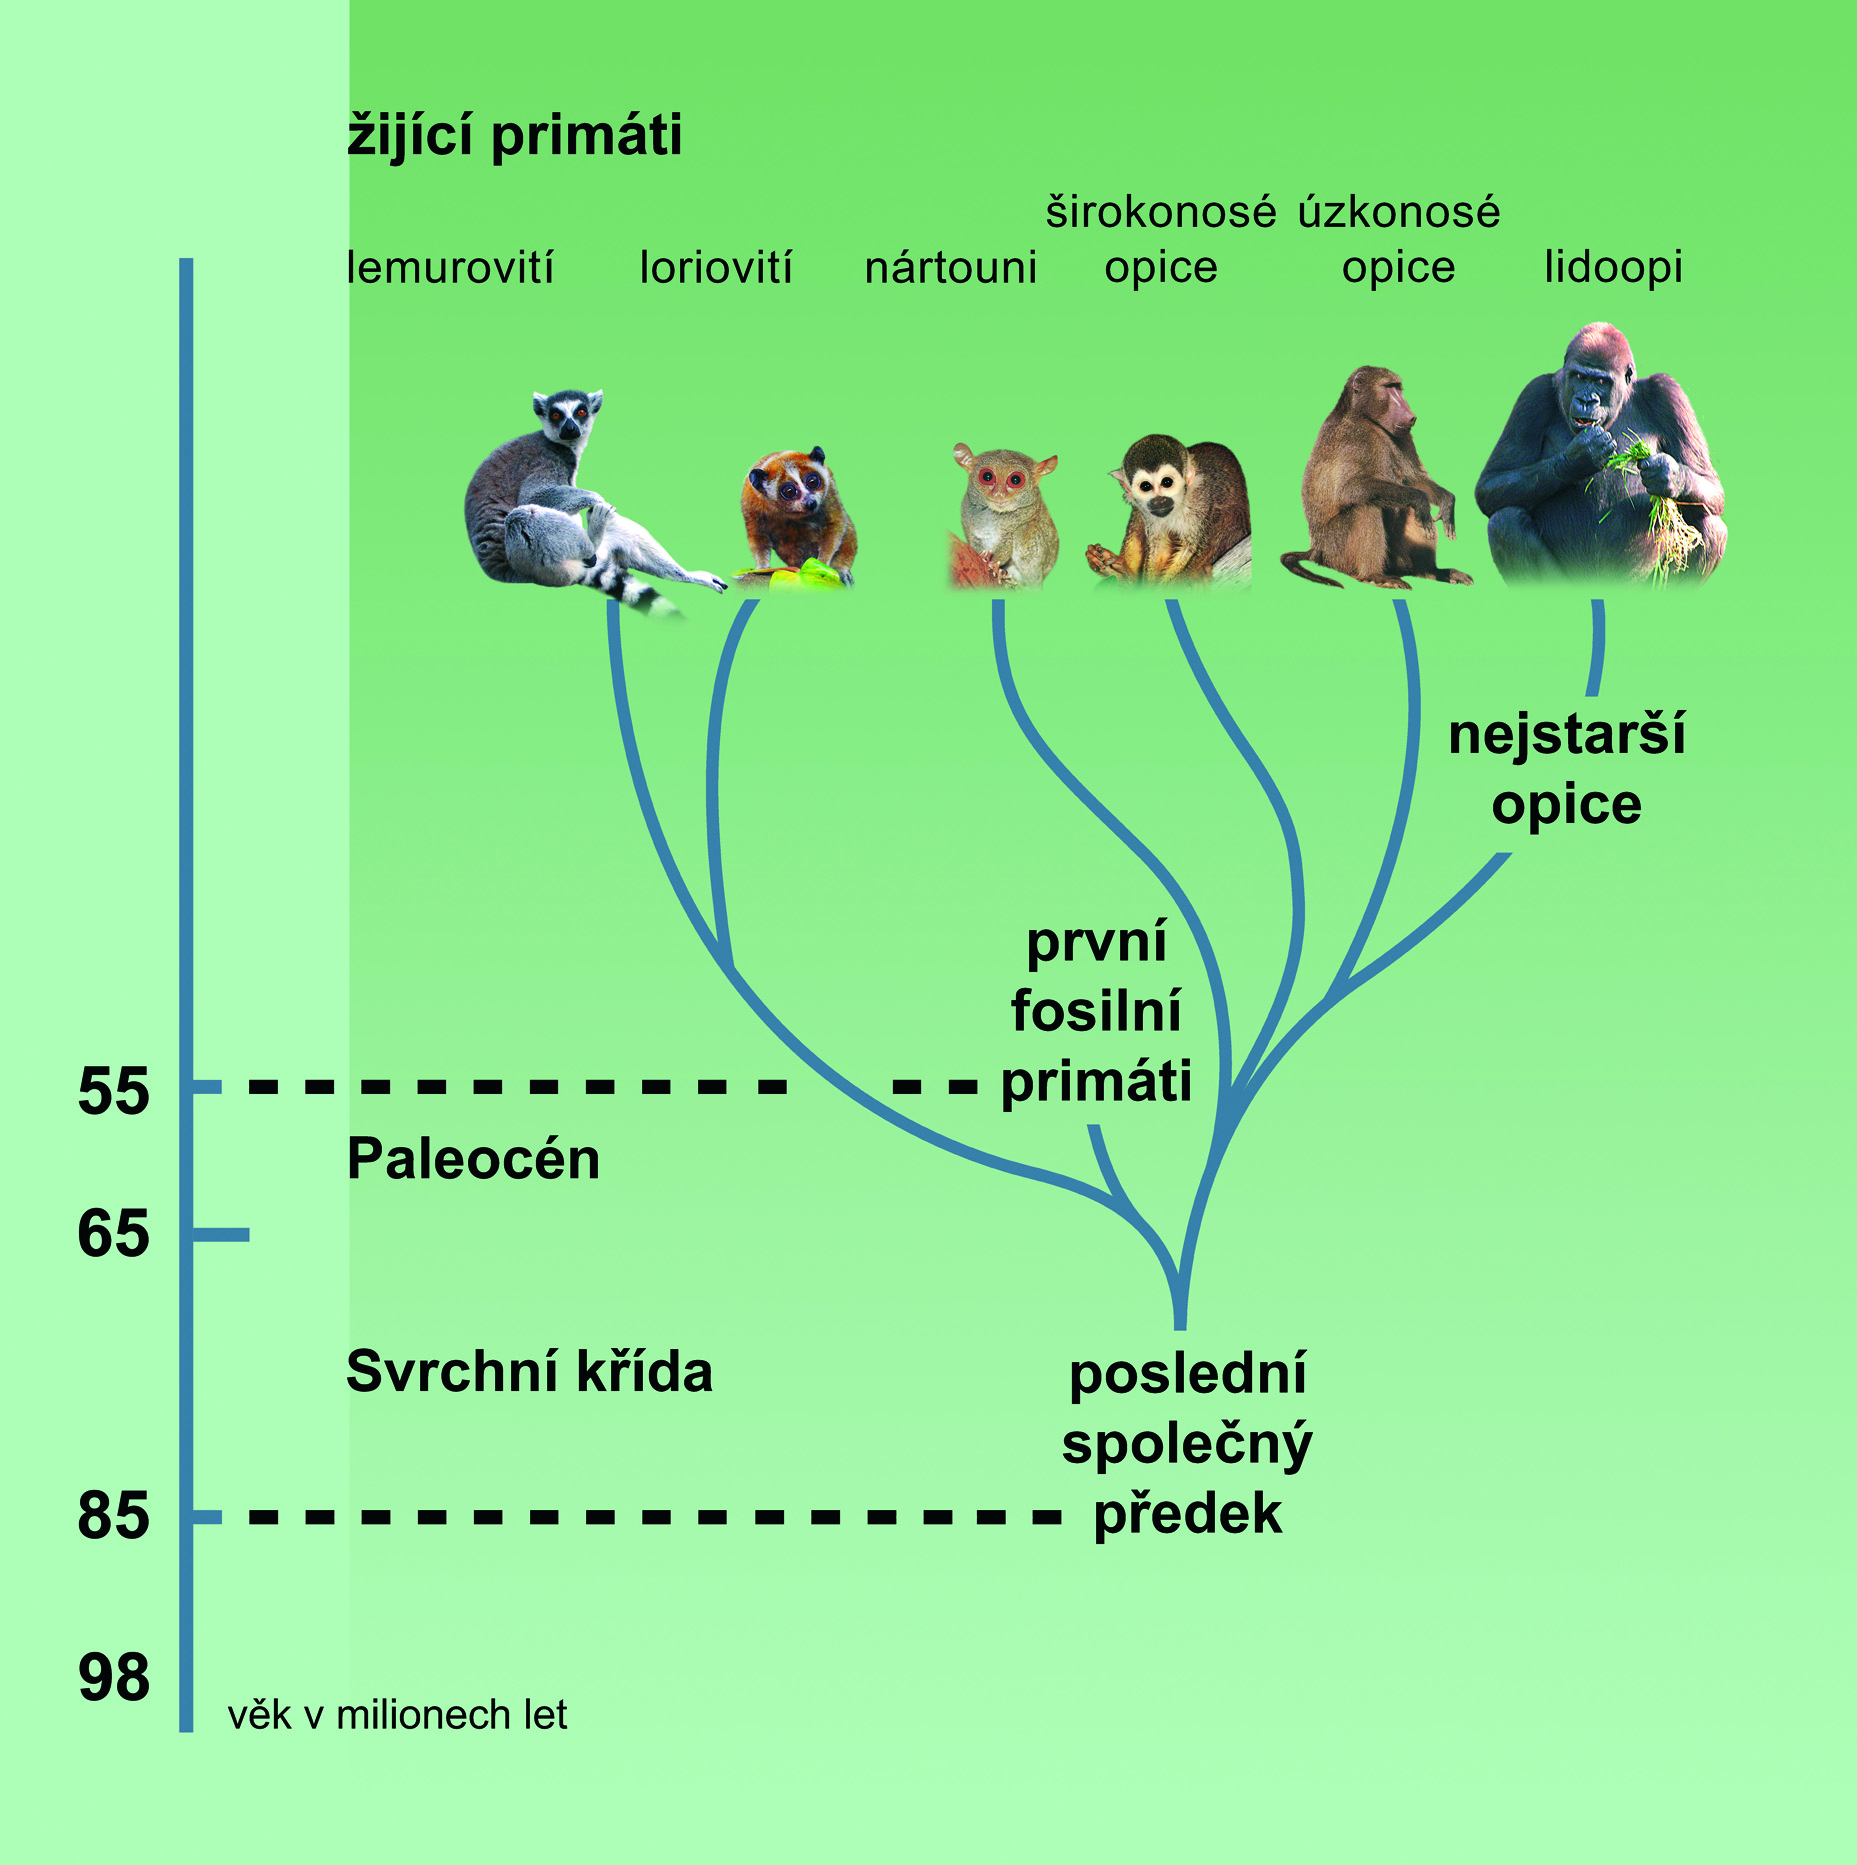 žijící primáti
lemurovití
loriovití
nártouni
širokonosé
opice
úzkonosé
opice
lidoopi
nejstarší
opice
první
fosilní
primáti
55
Paleocén
65
Svrchní křída
poslední
společný
předek
85
98
věk v milionech let